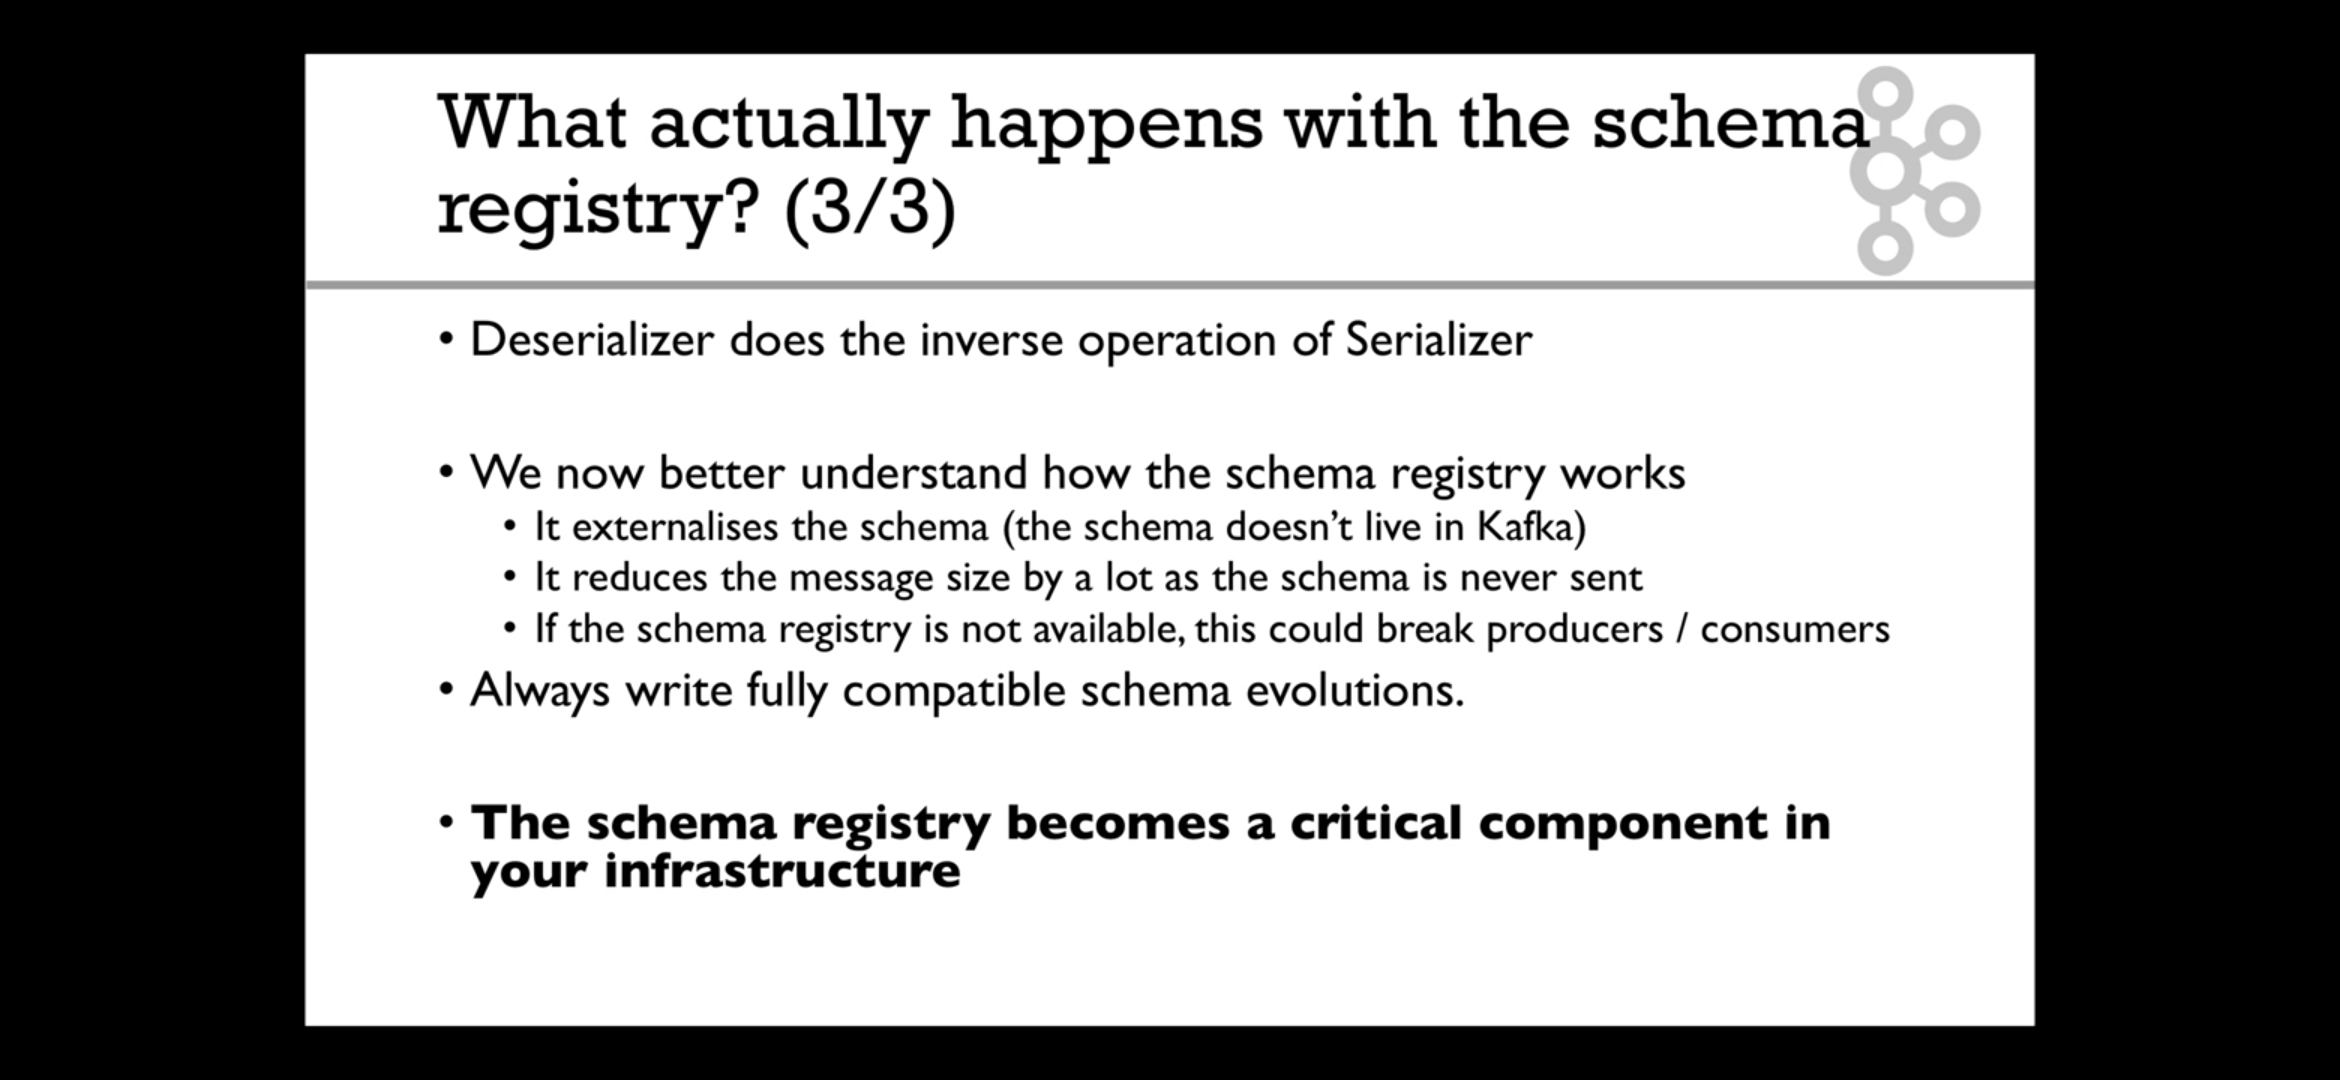 What actually happens with the schema
registry? (3/3)
• Deserializer does the inverse operation of Serializer
• We now better understand how the schema registry works
• It externalises the schema (the schema doesn’t live in Kafka)
• It reduces the message size by a lot as the schema is never sent
• If the schema registry is not available, this could break producers / consumers
• Always write fully compatible schema evolutions.
• The schema registry becomes a critical component in
your infrastructure